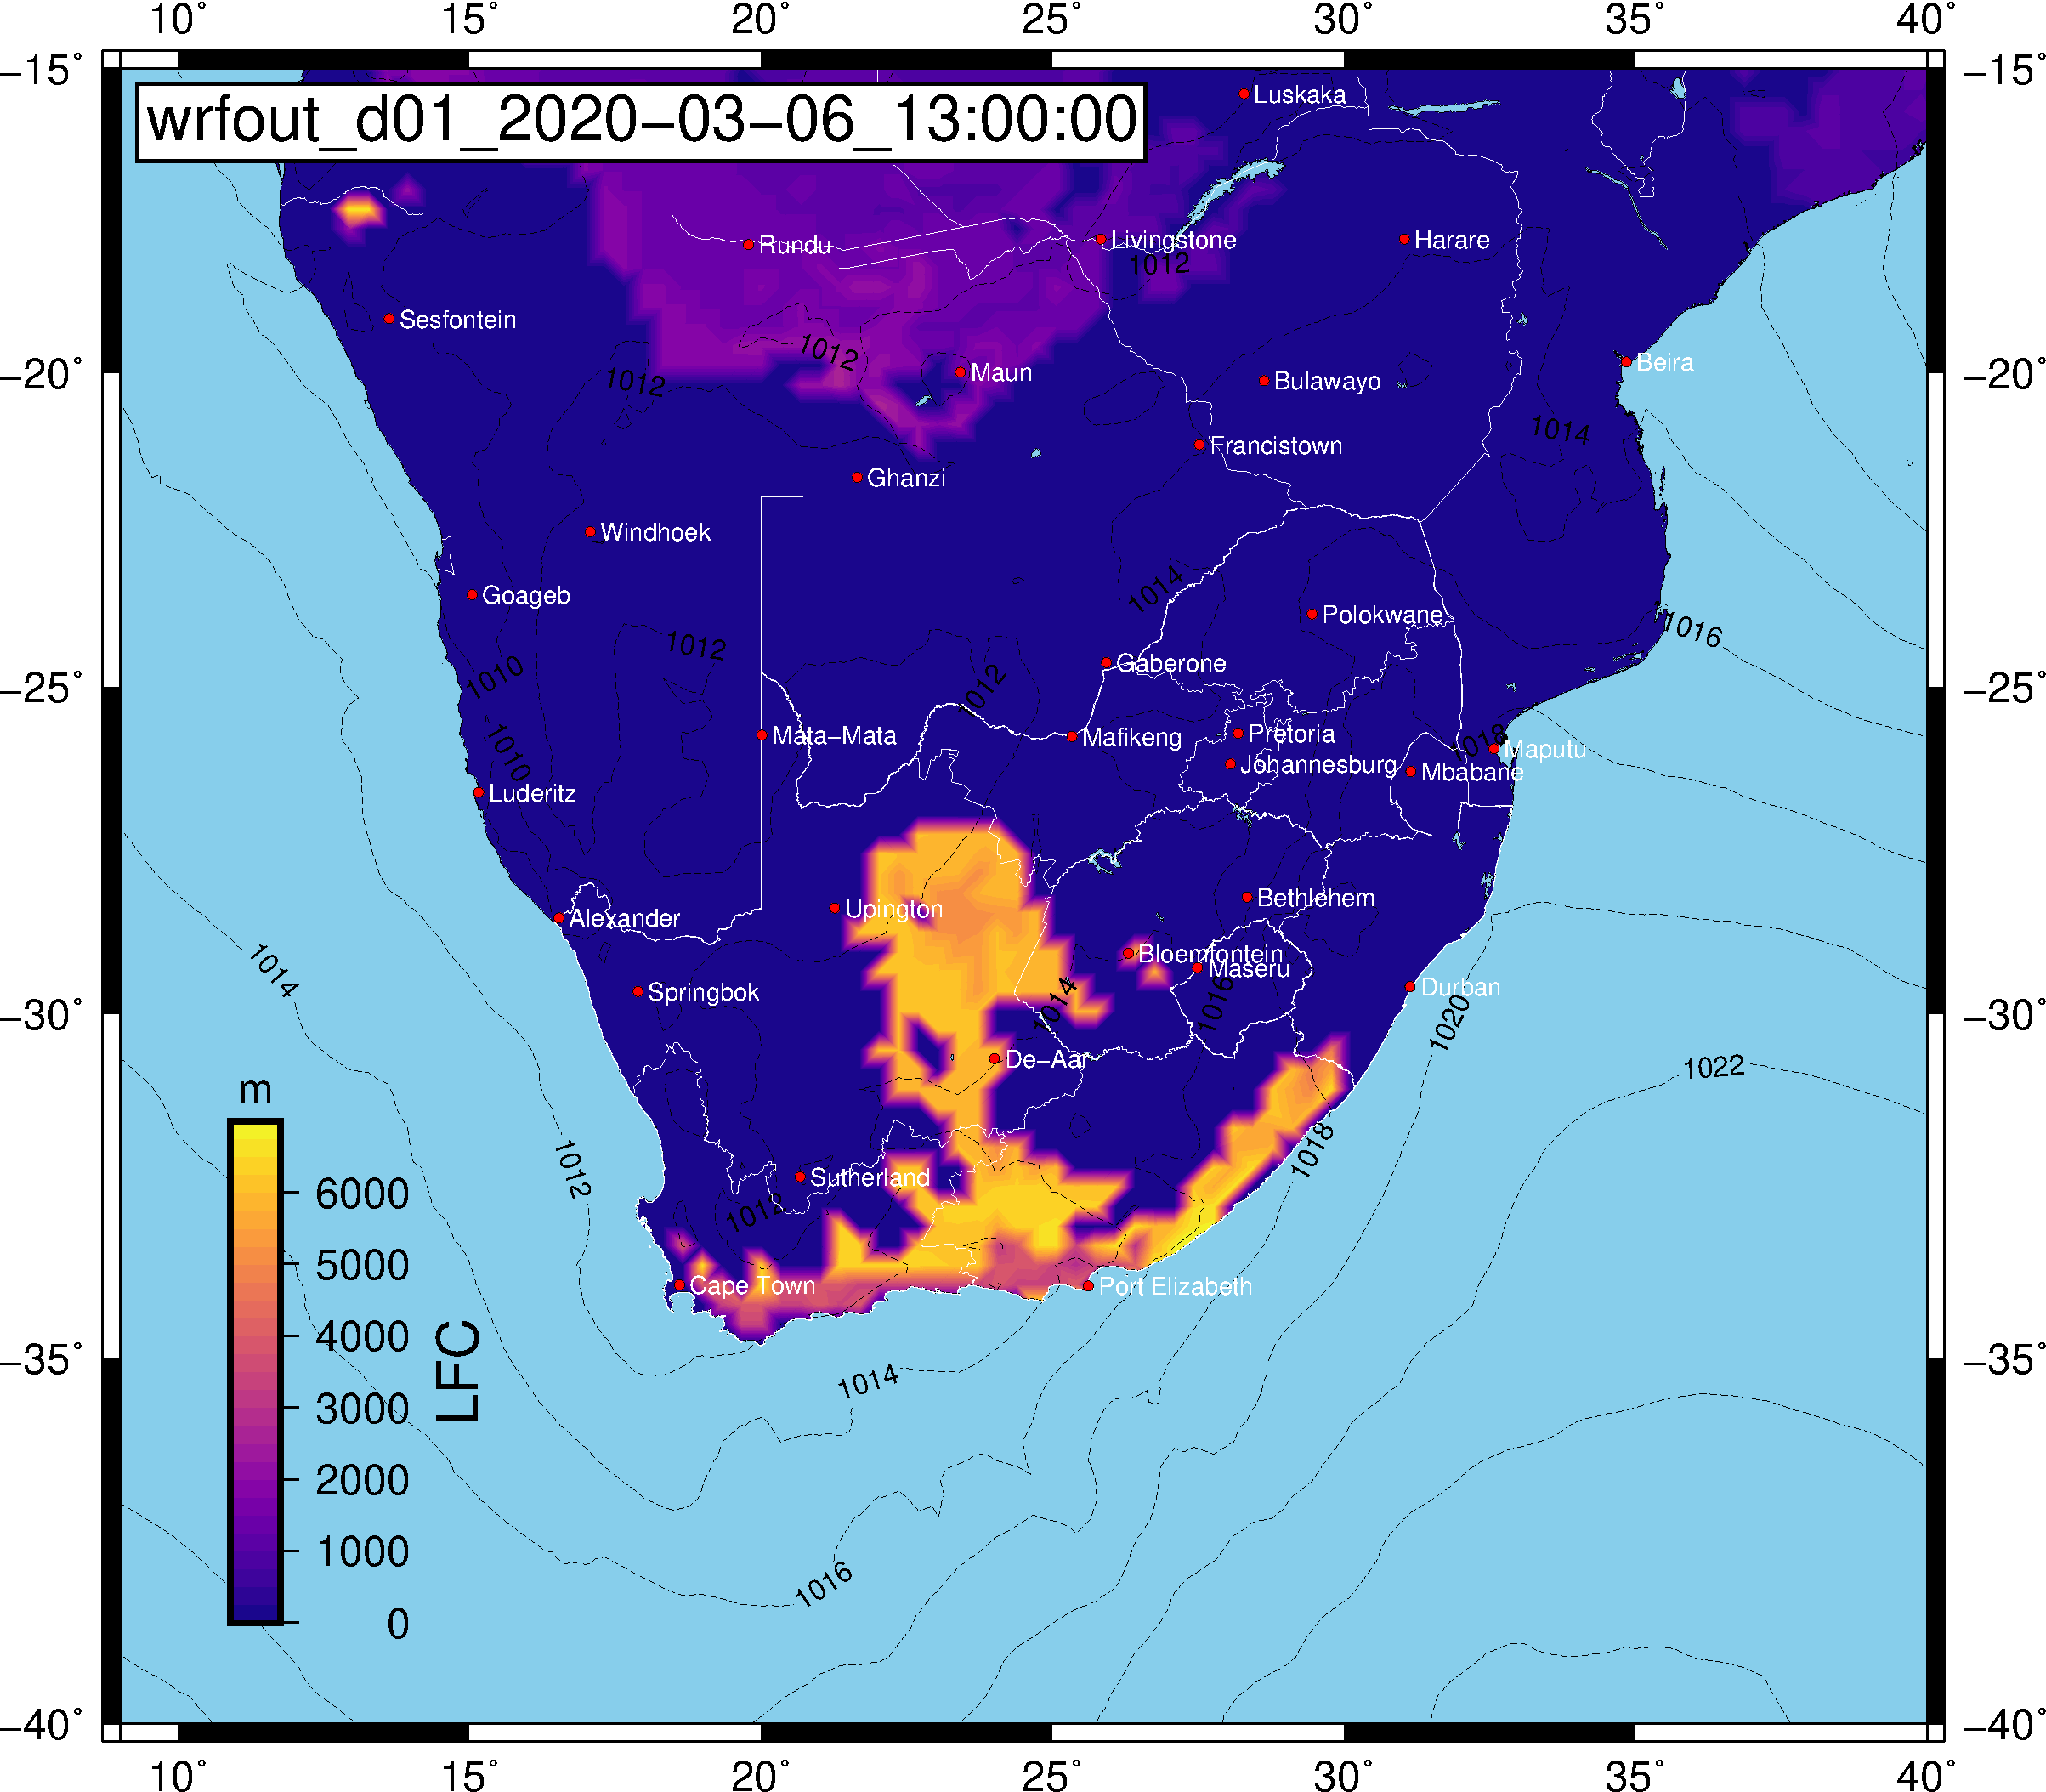 10° 15° 20° 25° 30° 35° 40°
−15° −15°
wrfout_d01_2020−03−06_13:00:00
Luskaka
Rundu
Livingstone
Harare
1012
Sesfontein
1012
Beira
−20° −20°
Maun
1012
Bulawayo
1014
Francistown
Ghanzi
Windhoek
1014
Goageb
Polokwane
1016
1012
Gaberone
1010
1012
−25° −25°
Mata−Mata
Mafikeng
Pretoria
1018
Maputu
1010
Johannesburg
Mbabane
Luderitz
Bethlehem
Upington
Alexander
Bloemfontein
1014
Maseru
Springbok
Durban
1014
1016
−30° −30°
1020
De−Aar
1022
m
1018
1012
Sutherland
6000
1012
5000
Cape Town
Port Elizabeth
4000
−35° −35°
LFC
1014
3000
2000
1000
1016
0
−40° −40°
10° 15° 20° 25° 30° 35° 40°